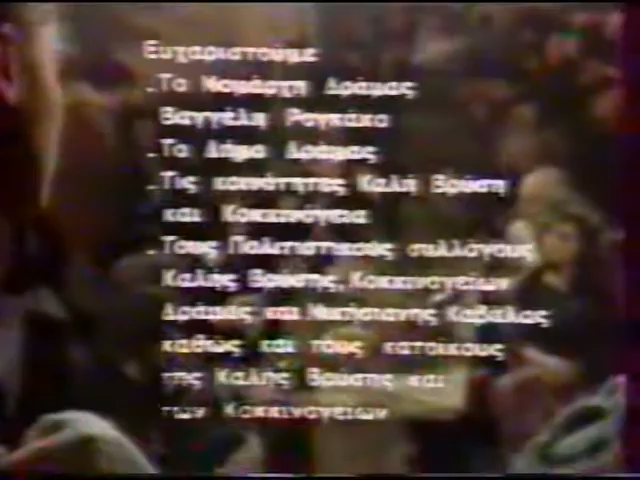 Ευχαριστούμε
.Το Νομάρχη Δράμας
Βαγγέλη Ρογκάκο
.Το Δήμο Δράμας
.Τις κοινότητες Καλή Βρύση
και Κοκκινόγεια
.Τους Πολιτιστικούς συλλόγους
Καλής Βρύσης,Κοκκινογείων
Δράμας και Νικήσιανης Καβάλας
καθώς και τους κατοίκους
της Καλής Βρύσης και
των Κοκκινογείων